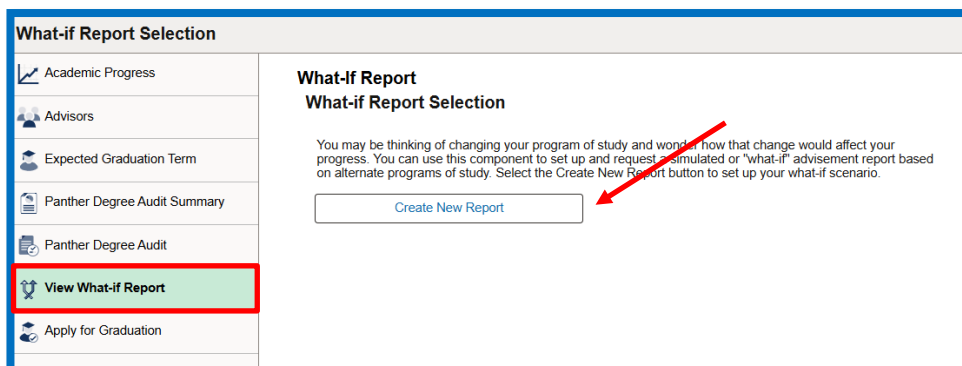 What-if Report Selection
Academic Progress
Advisors
Expected Graduation Term
Panther Degree Audit Summary
Panther Degree Audit
View What-if Report
Apply for Graduation
What-If Report
What-if Report Selection
You may be thinking of changing your program of study and wonder how that change would affect your
progress. You can use this component to set up and request a simulated or "what-if" advisement report based
on alternate programs of study. Select the Create New Report button to set up your what-if scenario.
Create New Report